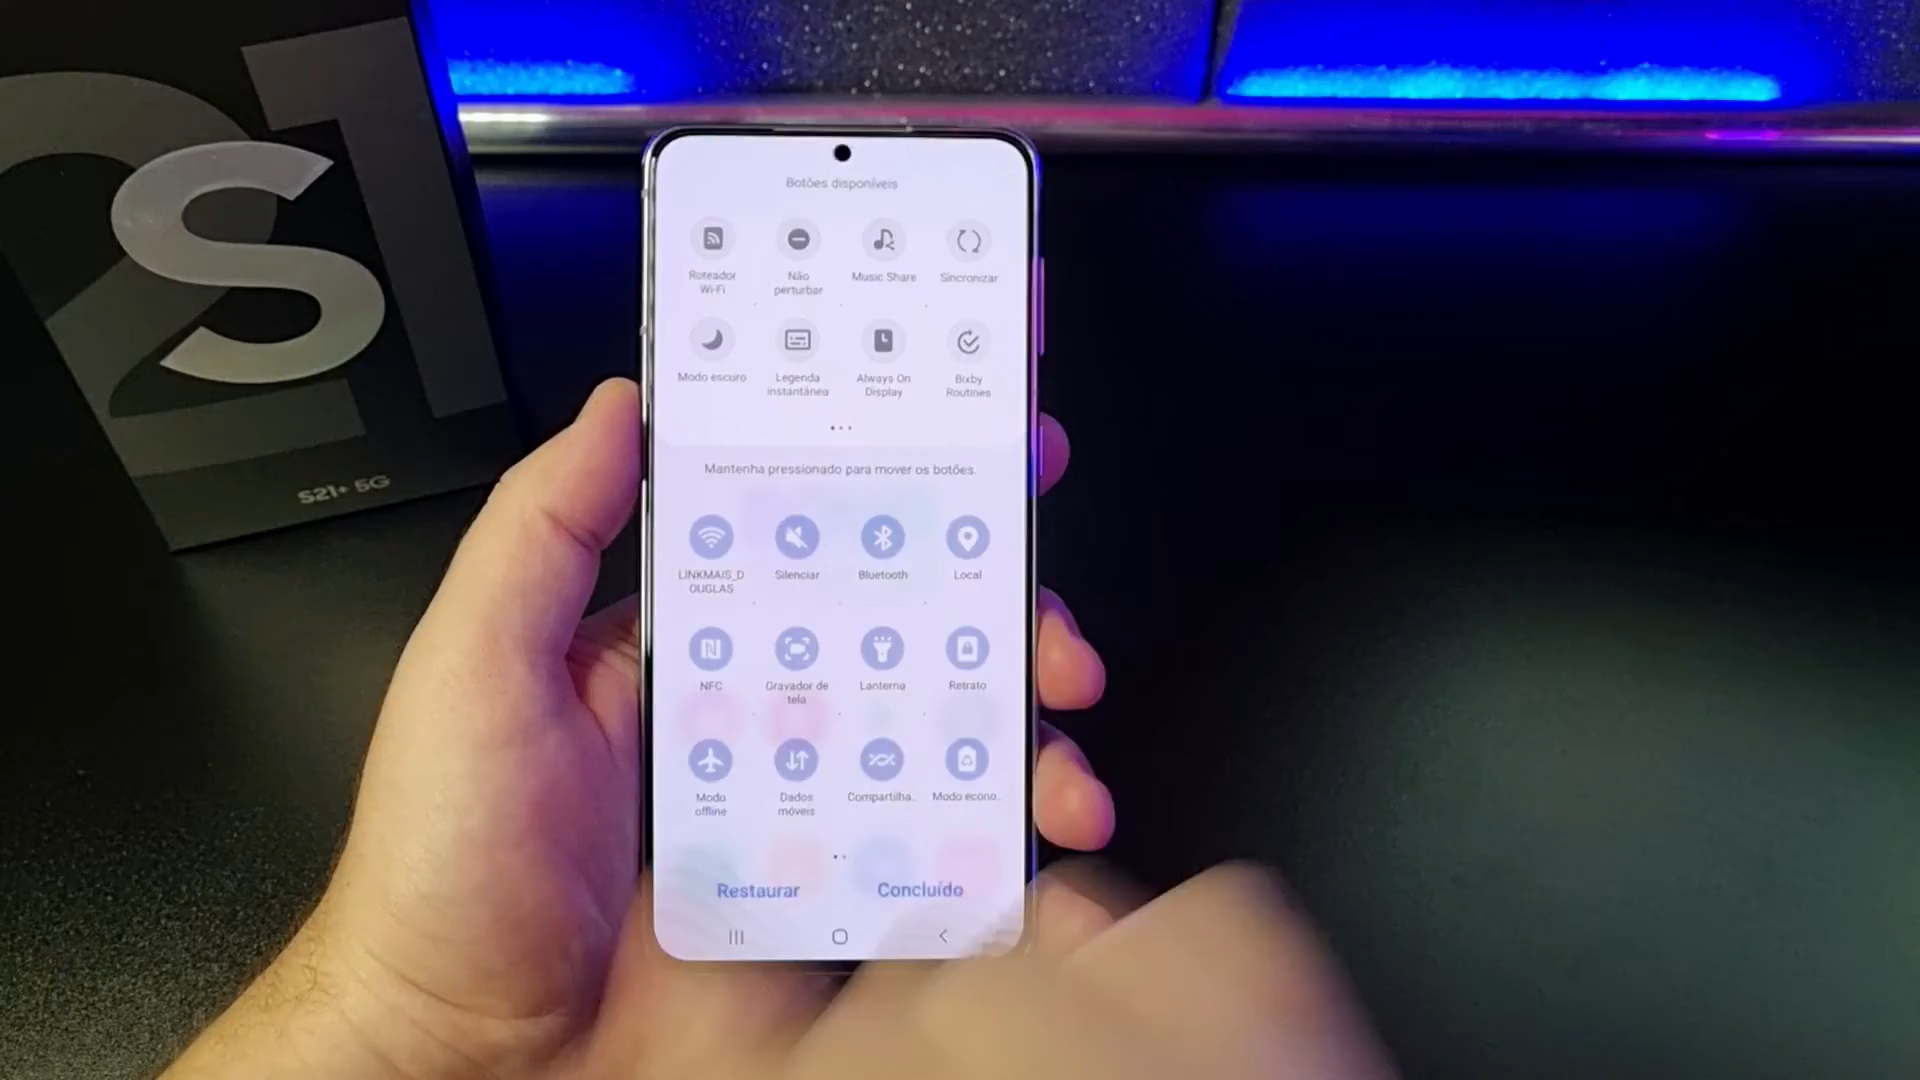 21
S
S21+ 5G
Botões disponíveis
Roteador
Wi-Fi
Não
perturbar
Music Share
Sincronizar
Modo escuro
Legenda
instantânea
Always On
Display
Bixby
Routines
Mantenha pressionado para mover os botões.
LINKMAIS_D
OUGLAS
Silenciar
Bluetooth
Local
NFC
Gravador de
tela
Lanterna
Retrato
Modo
offline
Dados
móveis
Compartilha..
Modo econo..
Restaurar
Concluído